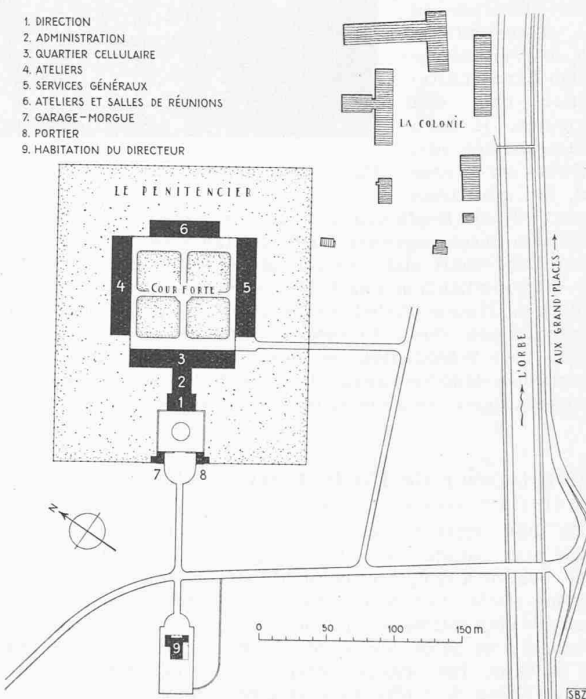 1. DIRECTION
2. ADMINISTRATION
3. QUARTIER CELLULAIRE
4. ATELIERS
5. SERVICES GÉNÉRAUX
6. ATELIERS ET SALLES DE RÉUNIONS
7. GARAGE-MORGUE
8. PORTIER
9. HABITATION DU DIRECTEUR
LA COLONIE
LE PENITENCIER
6
4
COUR FORTE
5
3
2
1
7
8
L'ORBE
AUX GRAND'PLACES
N
9
0 50 100 150 m
SBZ